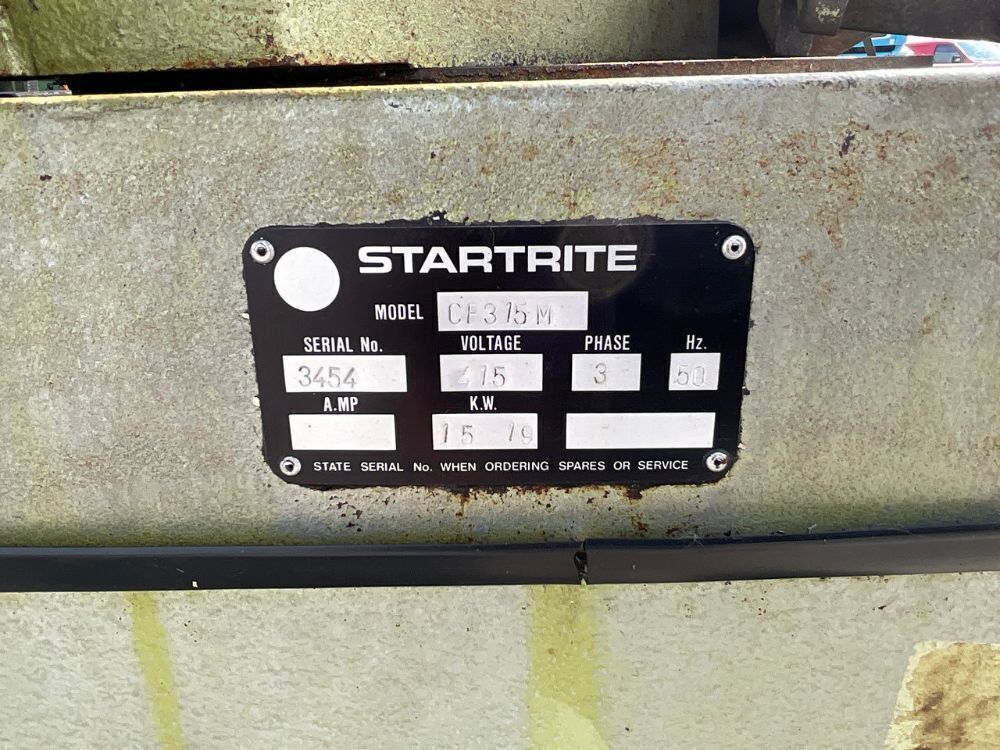 STARTRITE
MODEL CF315M
SERIAL No. VOLTAGE PHASE Hz.
3454 415 3 50
A.MP K.W.
15 19
STATE SERIAL No. WHEN ORDERING SPARES OR SERVICE